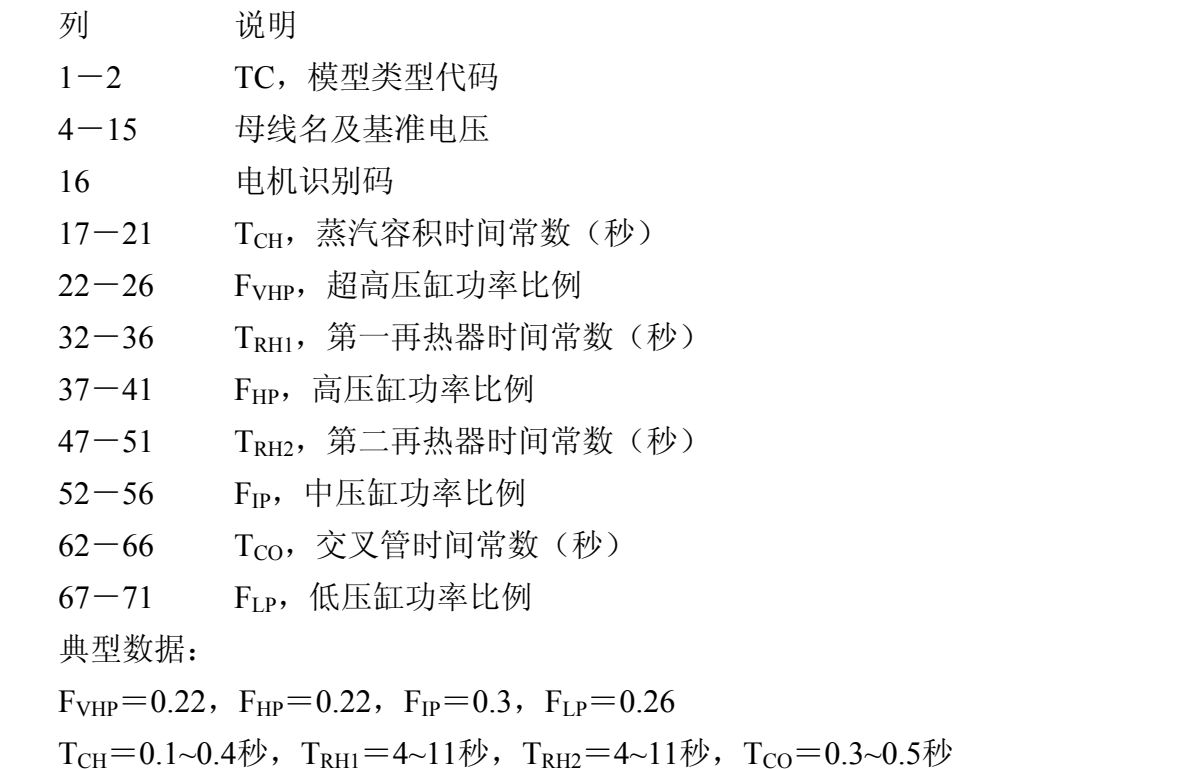 列 说明
1－2 TC，模型类型代码
4－15 母线名及基准电压
16 电机识别码
17－21 TCH，蒸汽容积时间常数（秒）
22－26 FVHP，超高压缸功率比例
32－36 TRH1，第一再热器时间常数（秒）
37－41 FHP，高压缸功率比例
47－51 TRH2，第二再热器时间常数（秒）
52－56 FIP，中压缸功率比例
62－66 TCO，交叉管时间常数（秒）
67－71 FLP，低压缸功率比例
典型数据：
FVHP＝0.22，FHP＝0.22，FIP＝0.3，FLP＝0.26
TCH＝0.1~0.4秒，TRH1＝4~11秒，TRH2＝4~11秒，TCO＝0.3~0.5秒